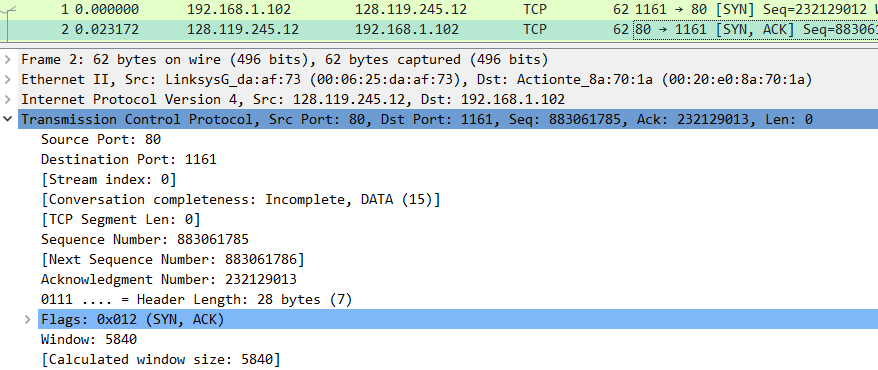 1 0.000000 192.168.1.102 128.119.245.12 TCP 62 1161 → 80 [SYN] Seq=232129012
2 0.023172 128.119.245.12 192.168.1.102 TCP 62 80 → 1161 [SYN, ACK] Seq=883061
Frame 2: 62 bytes on wire (496 bits), 62 bytes captured (496 bits)
Ethernet II, Src: LinksysG_da:af:73 (00:06:25:da:af:73), Dst: Actionte_8a:70:1a (00:20:e0:8a:70:1a)
Internet Protocol Version 4, Src: 128.119.245.12, Dst: 192.168.1.102
Transmission Control Protocol, Src Port: 80, Dst Port: 1161, Seq: 883061785, Ack: 232129013, Len: 0
Source Port: 80
Destination Port: 1161
[Stream index: 0]
[Conversation completeness: Incomplete, DATA (15)]
[TCP Segment Len: 0]
Sequence Number: 883061785
[Next Sequence Number: 883061786]
Acknowledgment Number: 232129013
0111 .... = Header Length: 28 bytes (7)
Flags: 0x012 (SYN, ACK)
Window: 5840
[Calculated window size: 5840]